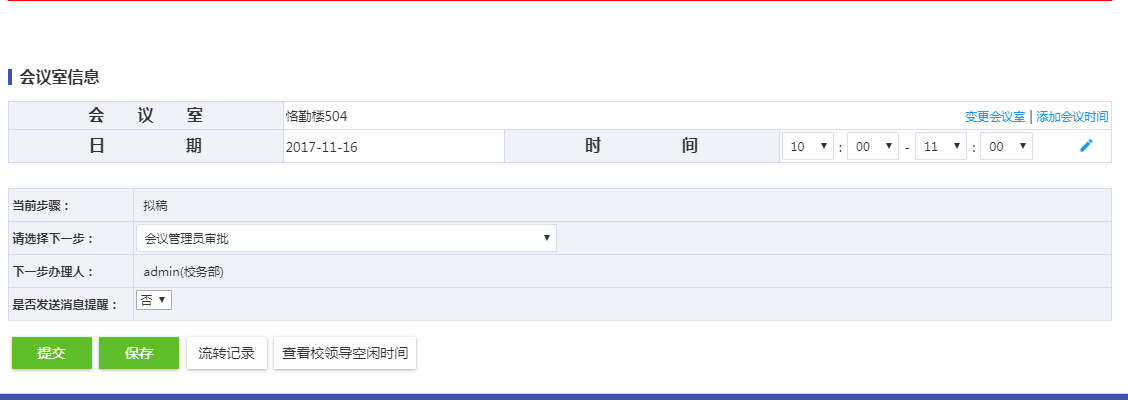 会议室信息
会 议 室 恪勤楼504 变更会议室 | 添加会议时间
日 期 2017-11-16 时 间 10 : 00 - 11 : 00
当前步骤： 拟稿
请选择下一步： 会议管理员审批
下一步办理人： admin(校务部)
是否发送消息提醒： 否
提交 保存 流转记录 查看校领导空闲时间